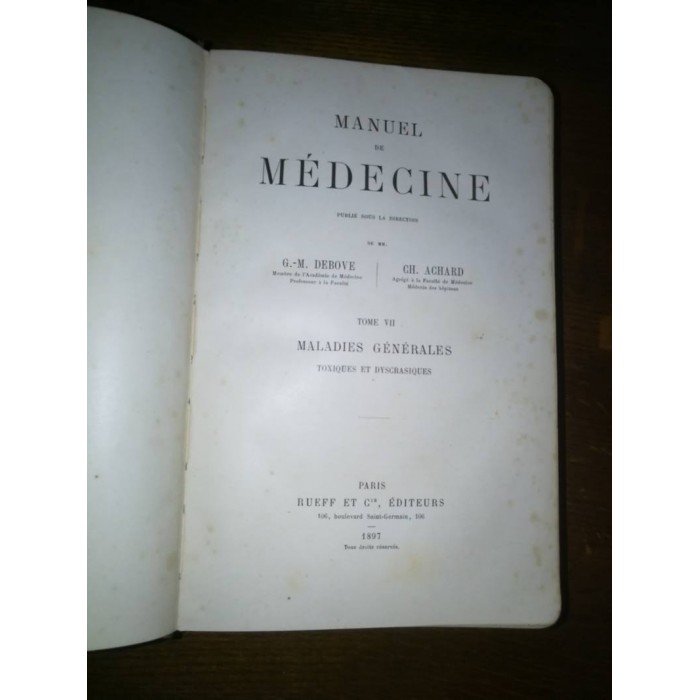 MANUEL
DE
MÉDECINE
PUBLIÉ SOUS LA DIRECTION
DE MM.
G.-M. DEBOVE
Membre de l'Académie de Médecine
Professeur à la Faculté
CH. ACHARD
Agrégé à la Faculté de Médecine
Médecin des hôpitaux
TOME VII
MALADIES GÉNÉRALES
TOXIQUES ET DYSCRASIQUES
PARIS
RUEFF ET Cie, ÉDITEURS
106, boulevard Saint-Germain, 106
1897
Tous droits réservés.